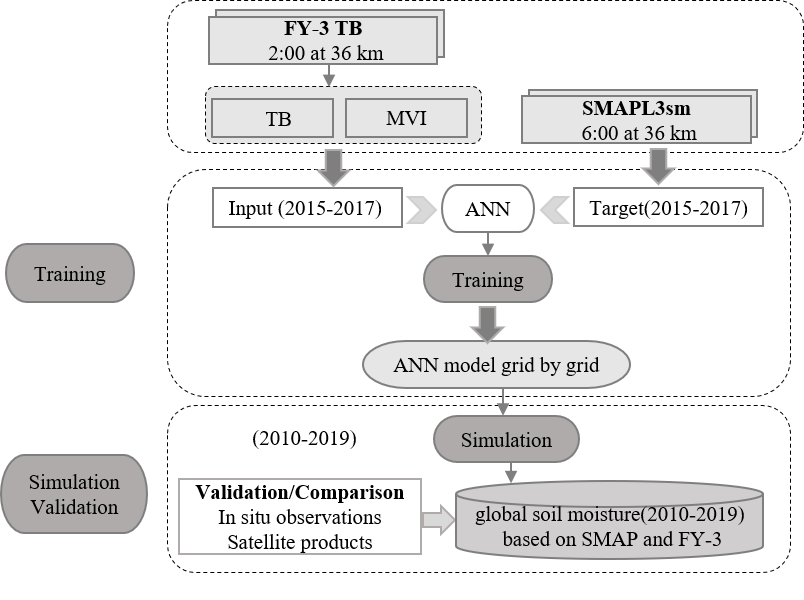 FY-3 TB
2:00 at 36 km
TB
MVI
SMAPL3sm
6:00 at 36 km
Input (2015-2017)
ANN
Target(2015-2017)
Training
Training
ANN model grid by grid
(2010-2019)
Simulation
Simulation
Validation
Validation/Comparison
In situ observations
Satellite products
global soil moisture(2010-2019)
based on SMAP and FY-3